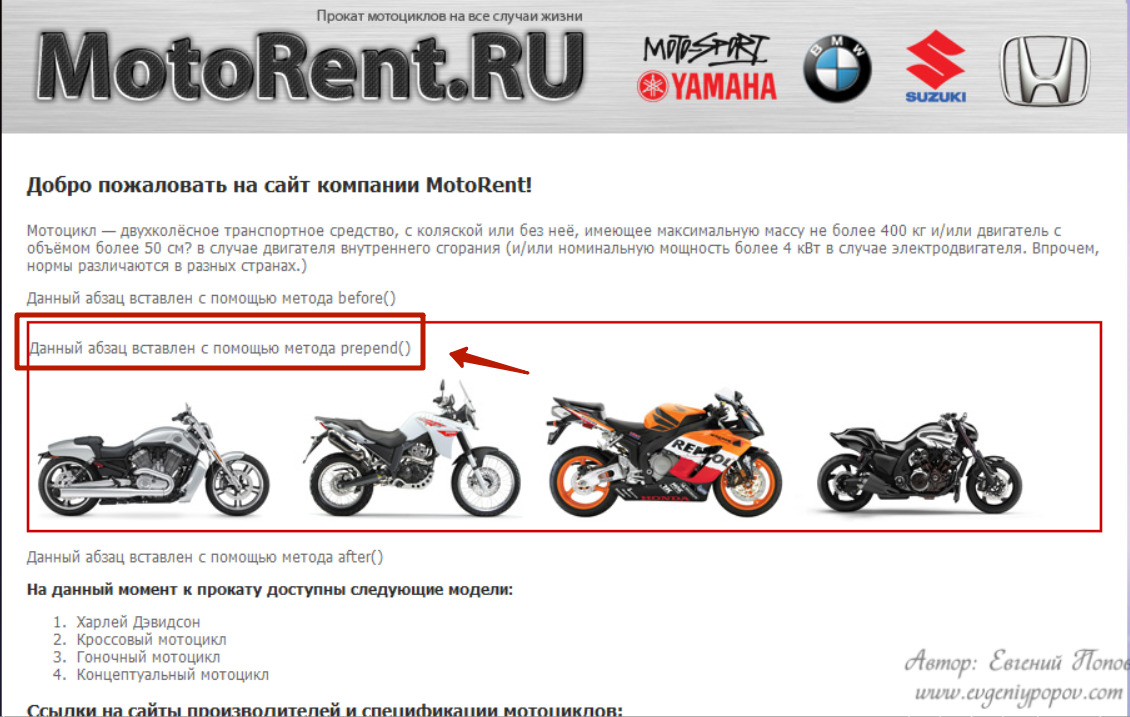 Прокат мотоциклов на все случаи жизни
MotoRent.RU
MOTO-SPORT
YAMAHA
BMW
SUZUKI
Добро пожаловать на сайт компании MotoRent!
Мотоцикл — двухколёсное транспортное средство, с коляской или без неё, имеющее максимальную массу не более 400 кг и/или двигатель с
объёмом более 50 см? в случае двигателя внутреннего сгорания (и/или номинальную мощность более 4 кВт в случае электродвигателя. Впрочем,
нормы различаются в разных странах.)
Данный абзац вставлен с помощью метода before()
Данный абзац вставлен с помощью метода prepend()
REPSOL
HONDA
Данный абзац вставлен с помощью метода after()
На данный момент к прокату доступны следующие модели:
1. Харлей Дэвидсон
2. Кроссовый мотоцикл
3. Гоночный мотоцикл
4. Концептуальный мотоцикл
Автор: Евгений Попов
www.evgeniypopov.com
Ссылки на сайты производителей и спецификации мотоциклов: